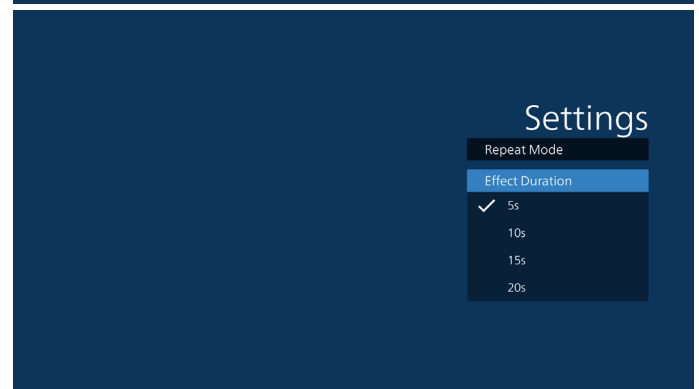 Settings
Repeat Mode
Effect Duration
5s
10s
15s
20s